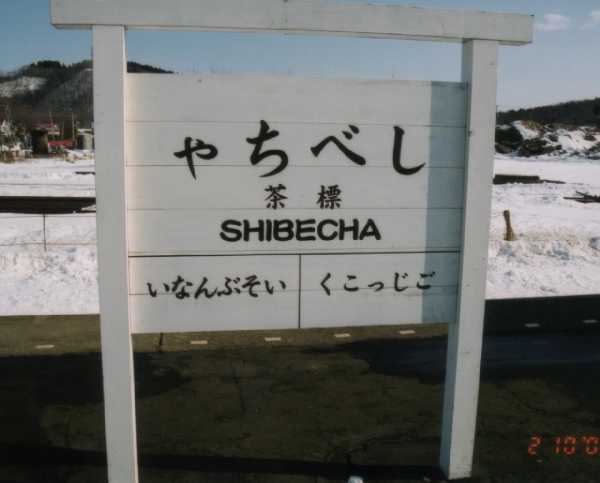 しべちゃ
標茶
SHIBECHA
ごじっこく いそぶんない
2 10'0